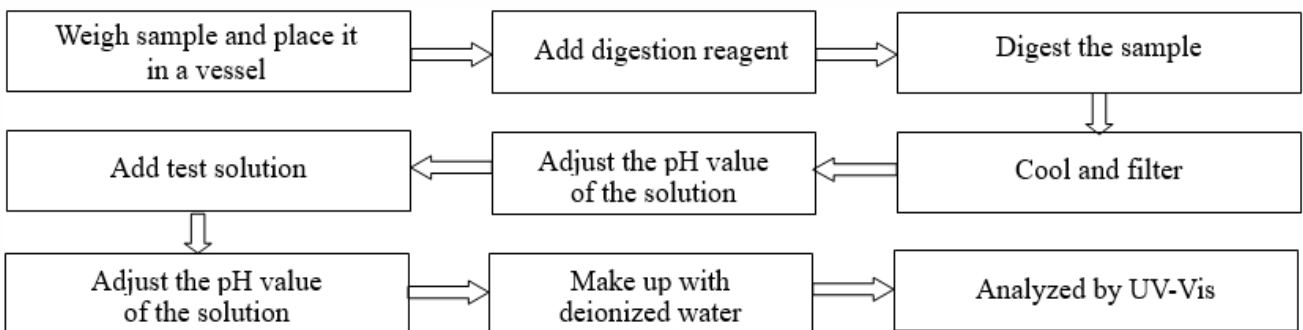 Weigh sample and place it
in a vessel
Add digestion reagent
Digest the sample
Cool and filter
Adjust the pH value
of the solution
Add test solution
Adjust the pH value
of the solution
Make up with
deionized water
Analyzed by UV-Vis